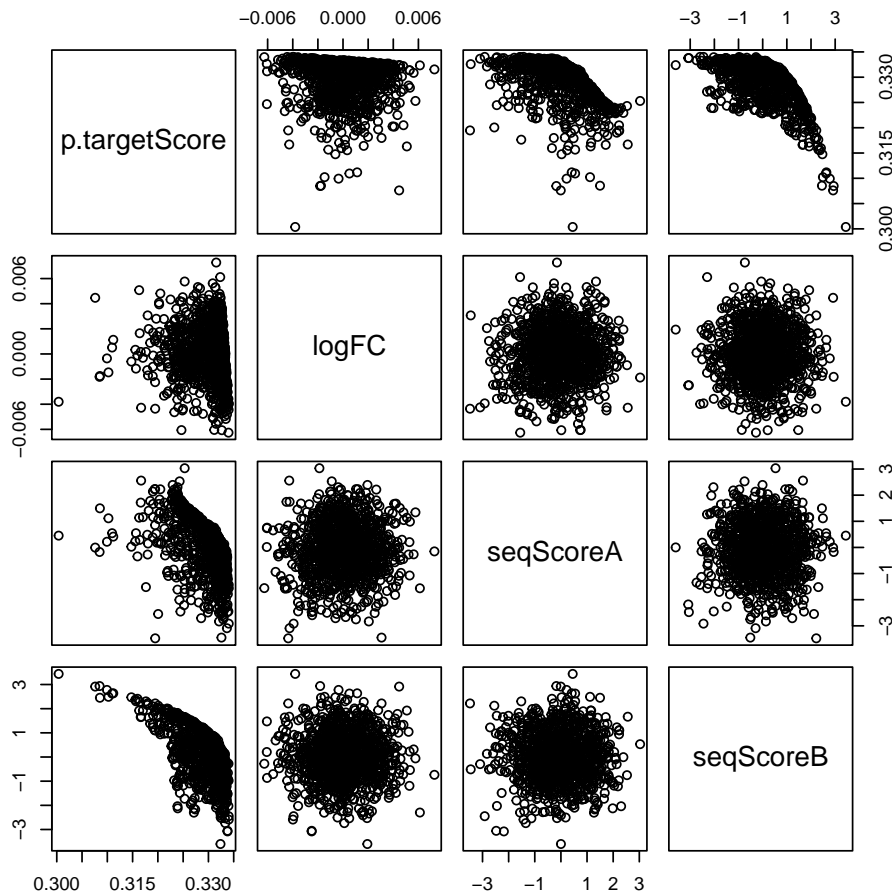 −0.006 0.000 0.006 −3 −1 1 3
p.targetScore
0.300 0.315 0.330
−0.006 0.000 0.006
logFC
seqScoreA
−3 −1 1 2 3
−3 −1 1 3
seqScoreB
0.300 0.315 0.330 −3 −1 1 3